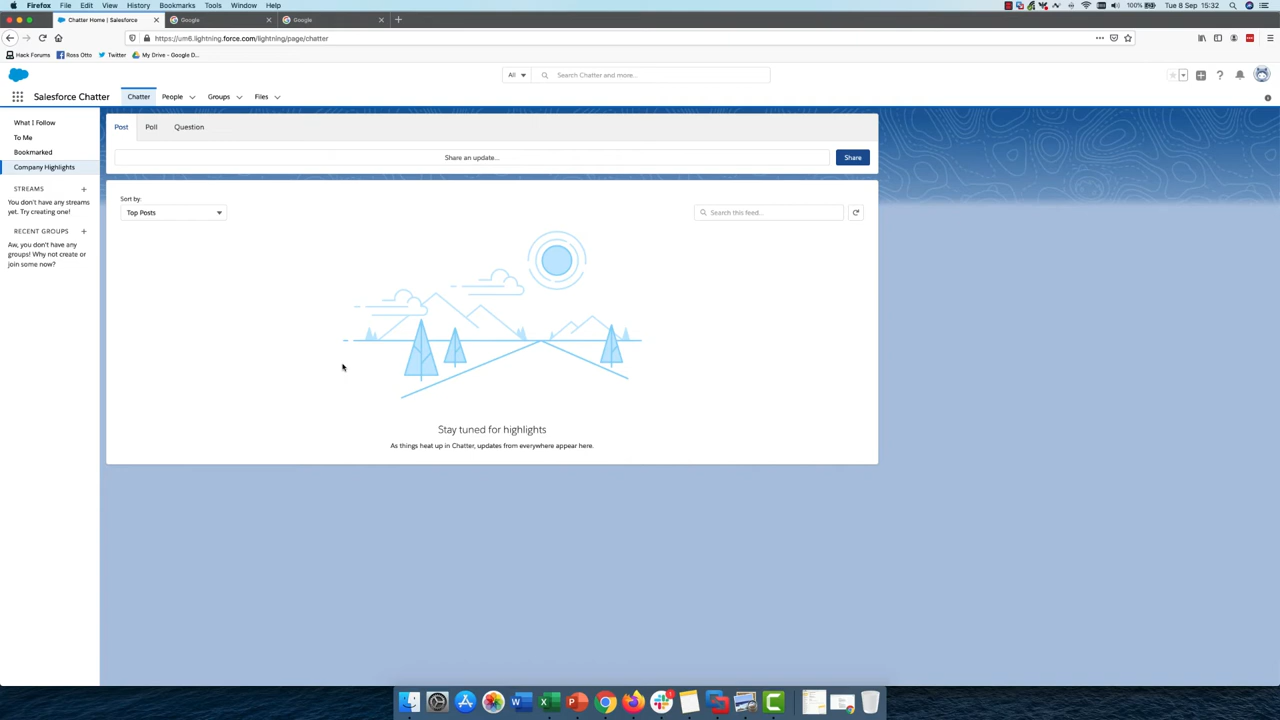 Firefox File Edit View History Bookmarks Tools Window Help 100% Tue 8 Sep 15:32
Chatter Home | Salesforce Google Google
https://um6.lightning.force.com/lightning/page/chatter
Hack Forums Ross Otto Twitter My Drive - Google D...
All Search Chatter and more...
Salesforce Chatter Chatter People Groups Files
What I Follow
To Me
Bookmarked
Company Highlights
STREAMS
You don't have any streams
yet. Try creating one!
RECENT GROUPS
Aw, you don't have any
groups! Why not create or
join some now?
Post Poll Question
Share an update... Share
Sort by:
Top Posts Search this feed...
Stay tuned for highlights
As things heat up in Chatter, updates from everywhere appear here.